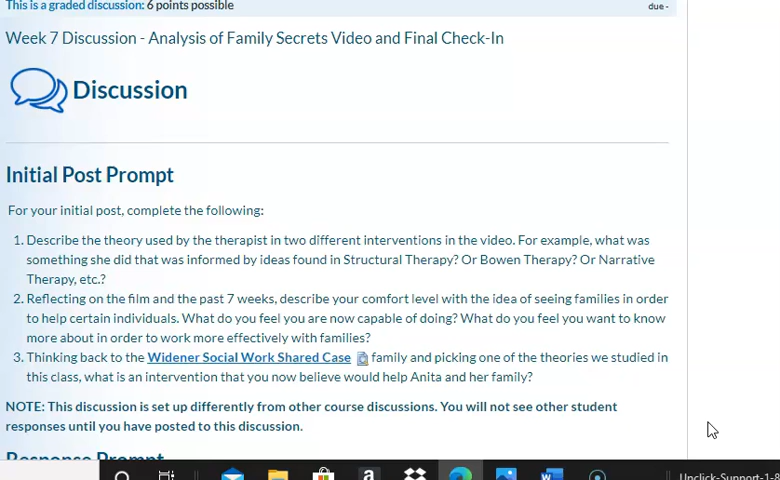 This is a graded discussion: 6 points possible
due -
Week 7 Discussion - Analysis of Family Secrets Video and Final Check-In
Discussion
Initial Post Prompt
For your initial post, complete the following:
1. Describe the theory used by the therapist in two different interventions in the video. For example, what was
something she did that was informed by ideas found in Structural Therapy? Or Bowen Therapy? Or Narrative
Therapy, etc.?
2. Reflecting on the film and the past 7 weeks, describe your comfort level with the idea of seeing families in order
to help certain individuals. What do you feel you are now capable of doing? What do you feel you want to know
more about in order to work more effectively with families?
3. Thinking back to the Widener Social Work Shared Case family and picking one of the theories we studied in
this class, what is an intervention that you now believe would help Anita and her family?
NOTE: This discussion is set up differently from other course discussions. You will not see other student
responses until you have posted to this discussion.
Response Prompt
Unclick-Support-1-8